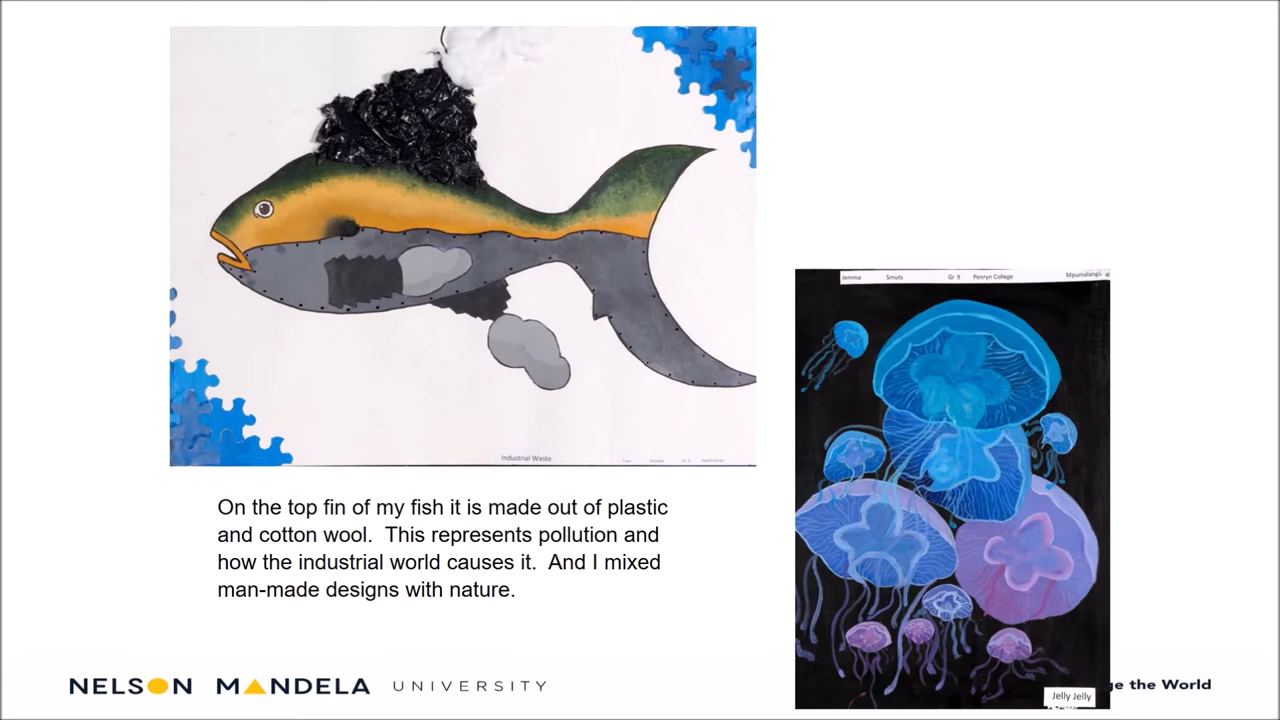 Industrial Waste
On the top fin of my fish it is made out of plastic
and cotton wool.  This represents pollution and
how the industrial world causes it.  And I mixed
man-made designs with nature.
Jemma Smuts Gr 9 Penryn College Mpumalanga
Jelly Jelly
NELSON MANDELA UNIVERSITY
the World